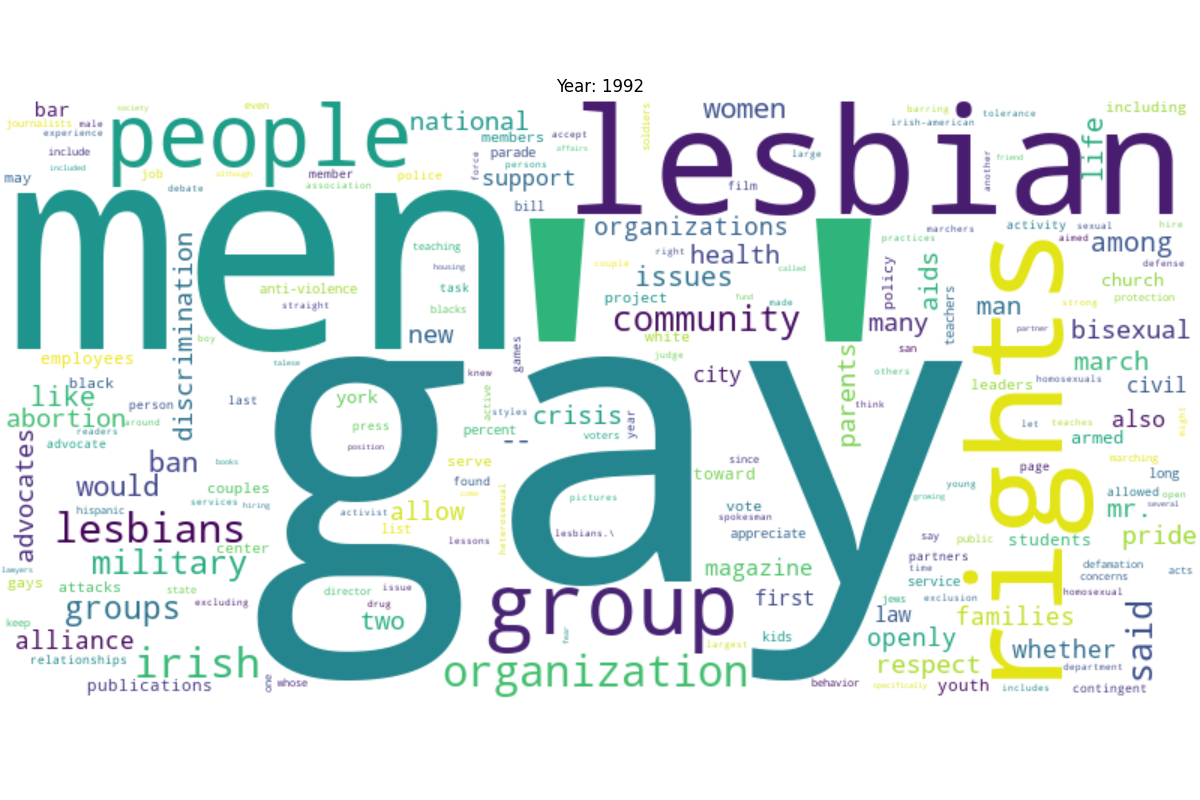 Year: 1992
bar
society
even
people
national
women
lesbian
barring
tolerance
including
journalists
male
experience
members
accept
affairs
soldiers
irish-american
life
include
included
job
although
member
association
police
force
parade
persons
large
another
friend
may
debate
support
film
bill
men
''
organizations
marchers
activity
sexual
hire
discrimination
teaching
housing
right
health
practices
aimed
among
defense
anti-violence
straight
task
blacks
couple
issues
called
project
fund
made
policy
aids
teachers
church
protection
strong
man
boy
new
games
community
white
many
san
partner
bisexual
employees
talese
judge
rights
march
black
knew
gay
city
parents
others
leaders
homosexuals
civil
like
person
last
york
active
styles
crisis
year
think
abortion
around
readers
press
percent
voters
let
teaches
also
might
advocate
position
--
armed
advocates
ban
books
serve
since
page
marching
long
would
couples
found
come
toward
young
allowed
open
hispanic
services
hiring
activist
allow
list
heterosexual
pictures
vote
spokesman
growing
several
mr.
lesbians
center
lessons
lesbians.\
appreciate
say
public
students
pride
military
lawyers
gays
attacks
state
director
issue
drug
magazine
partners
time
service
defamation
concerns
acts
groups
excluding
two
group
first
jews
exclusion
homosexual
keep
law
families
said
alliance
fear
largest
kids
openly
whether
relationships
irish
organization
respect
department
publications
one
whose
behavior
specifically
youth
includes
contingent